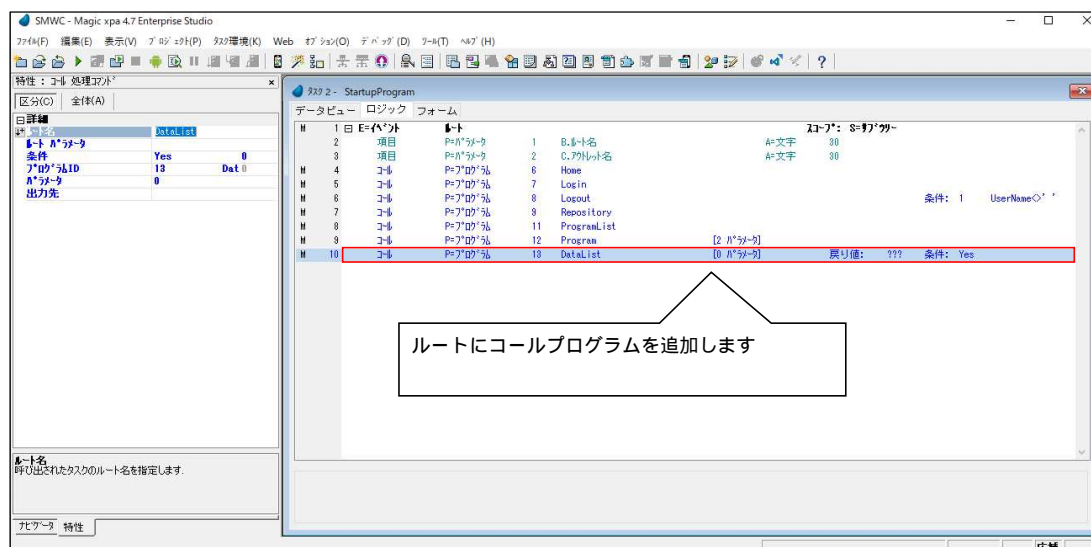 SMWC - Magic xpa 4.7 Enterprise Studio
ﾌｧｲﾙ(F) 編集(E) 表示(V) ﾌﾟﾛｼﾞｪｸﾄ(P) ﾀｽｸ環境(K) Web ｵﾌﾟｼｮﾝ(O) ﾃﾞﾊﾞｯｸﾞ(D) ﾂｰﾙ(T) ﾍﾙﾌﾟ(H)
特性 : ｺｰﾙ 処理ｺﾏﾝﾄﾞ
区分(C) 全体(A)
詳細
ﾙｰﾄ名 DataList
ﾙｰﾄ ﾊﾟﾗﾒｰﾀ
条件 Yes 0
ﾌﾟﾛｸﾞﾗﾑID 13 Dat 0
ﾊﾟﾗﾒｰﾀ 0
出力先
ﾙｰﾄ名
呼び出されたタスクのルート名を指定します.
ﾅﾋﾞｹﾞｰﾀ 特性
ﾀｽｸ 2 - StartupProgram
データビュー ロジック フォーム
M 1 E=ｲﾍﾞﾝﾄ ﾙｰﾄ ｽｺｰﾌﾟ: S=ｻﾌﾞﾂﾘｰ
2 項目 P=ﾊﾟﾗﾒｰﾀ 1 B.ﾙｰﾄ名 A=文字 30
3 項目 P=ﾊﾟﾗﾒｰﾀ 2 C.ｱｳﾄﾚｯﾄ名 A=文字 30
M 4 ｺｰﾙ P=ﾌﾟﾛｸﾞﾗﾑ 6 Home
M 5 ｺｰﾙ P=ﾌﾟﾛｸﾞﾗﾑ 7 Login
M 6 ｺｰﾙ P=ﾌﾟﾛｸﾞﾗﾑ 8 Logout 条件: 1 UserName<>''
M 7 ｺｰﾙ P=ﾌﾟﾛｸﾞﾗﾑ 9 Repository
M 8 ｺｰﾙ P=ﾌﾟﾛｸﾞﾗﾑ 11 ProgramList
M 9 ｺｰﾙ P=ﾌﾟﾛｸﾞﾗﾑ 12 Program [2 ﾊﾟﾗﾒｰﾀ]
M 10 ｺｰﾙ P=ﾌﾟﾛｸﾞﾗﾑ 13 DataList [0 ﾊﾟﾗﾒｰﾀ] 戻り値: ??? 条件: Yes
ルートにコールプログラムを追加します